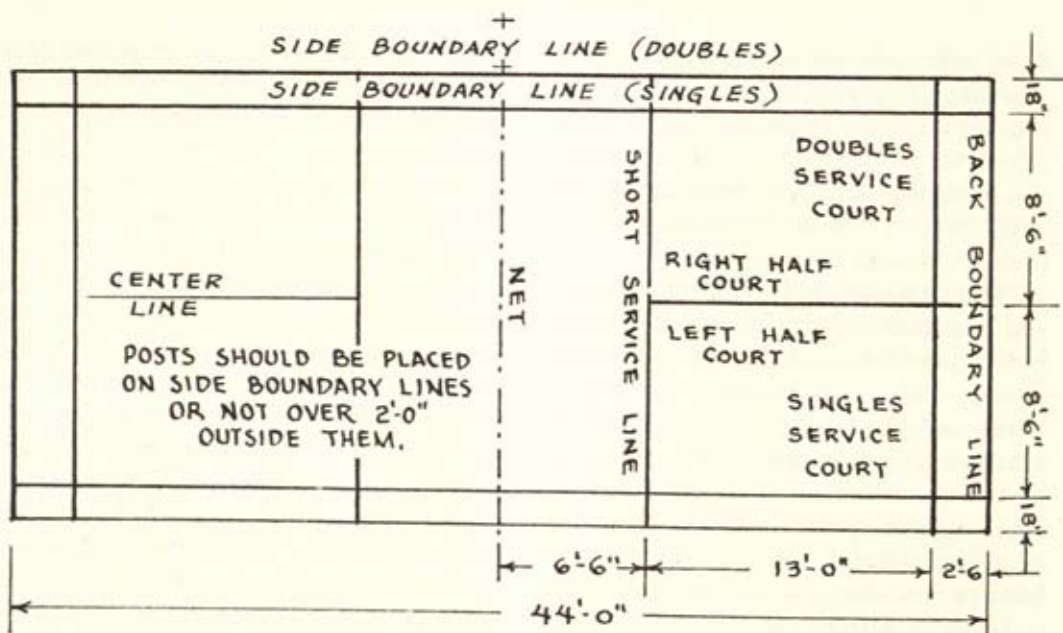 SIDE BOUNDARY LINE (DOUBLES)
SIDE BOUNDARY LINE (SINGLES)
18"
DOUBLES
SERVICE
COURT
BACK BOUNDARY LINE
8'-6"
SHORT SERVICE LINE
NET
RIGHT HALF
COURT
CENTER
LINE
LEFT HALF
COURT
POSTS SHOULD BE PLACED
ON SIDE BOUNDARY LINES
OR NOT OVER 2'-0"
OUTSIDE THEM.
SINGLES
SERVICE
COURT
8'-6"
18"
6'-6"
13'-0"
2'-6
44'-0"